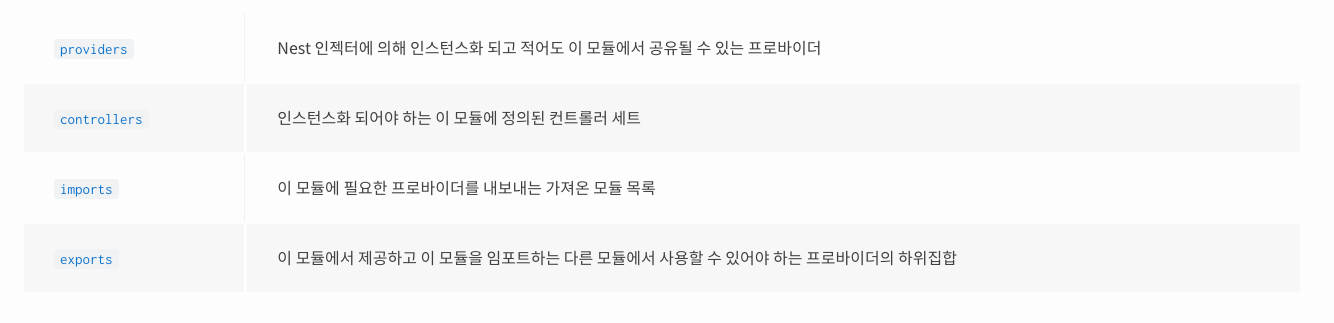 providers Nest 인젝터에 의해 인스턴스화 되고 적어도 이 모듈에서 공유될 수 있는 프로바이더
controllers 인스턴스화 되어야 하는 이 모듈에 정의된 컨트롤러 세트
imports 이 모듈에 필요한 프로바이더를 내보내는 가져온 모듈 목록
exports 이 모듈에서 제공하고 이 모듈을 임포트하는 다른 모듈에서 사용할 수 있어야 하는 프로바이더의 하위집합